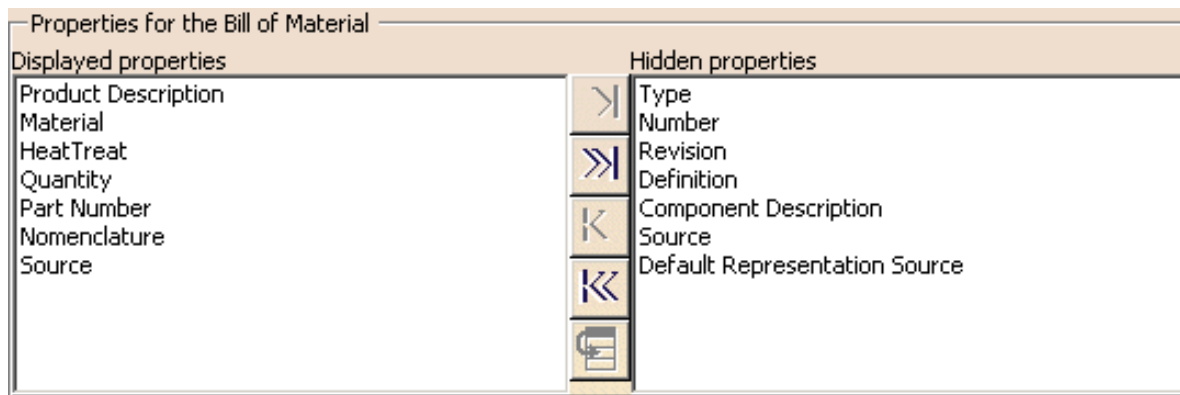 Properties for the Bill of Material
Displayed properties
Product Description
Material
HeatTreat
Quantity
Part Number
Nomenclature
Source
Hidden properties
Type
Number
Revision
Definition
Component Description
Source
Default Representation Source